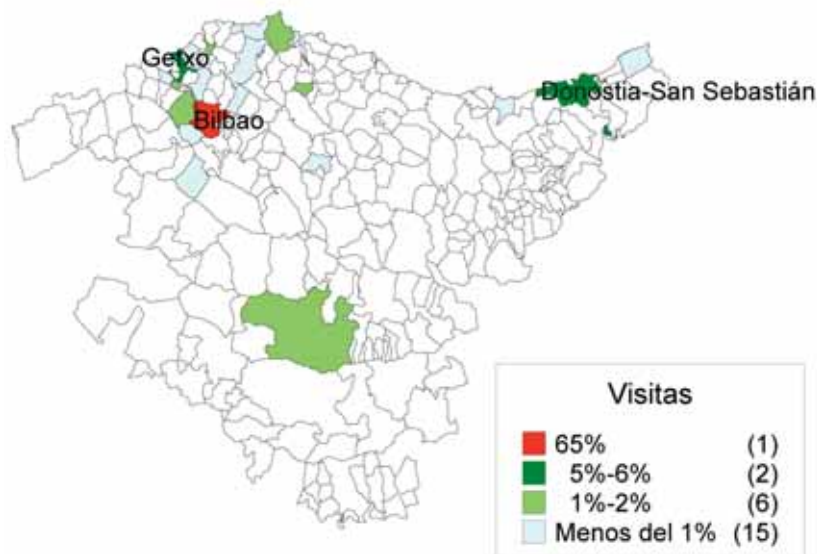 Getxo
Donostia-San Sebastián
Bilbao
Visitas
65% (1)
5%-6% (2)
1%-2% (6)
Menos del 1% (15)